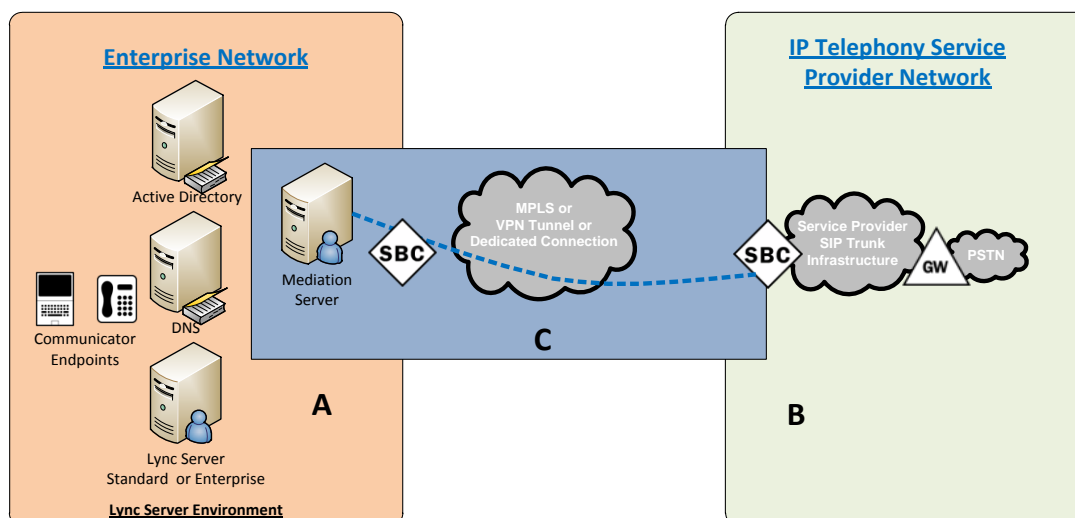 Enterprise Network
Active Directory
DNS
Communicator
Endpoints
Lync Server
Standard or Enterprise
Lync Server Environment
A
Mediation
Server
SBC
MPLS or
VPN Tunnel or
Dedicated Connection
C
IP Telephony Service
Provider Network
SBC
Service Provider
SIP Trunk
Infrastructure
GW
PSTN
B